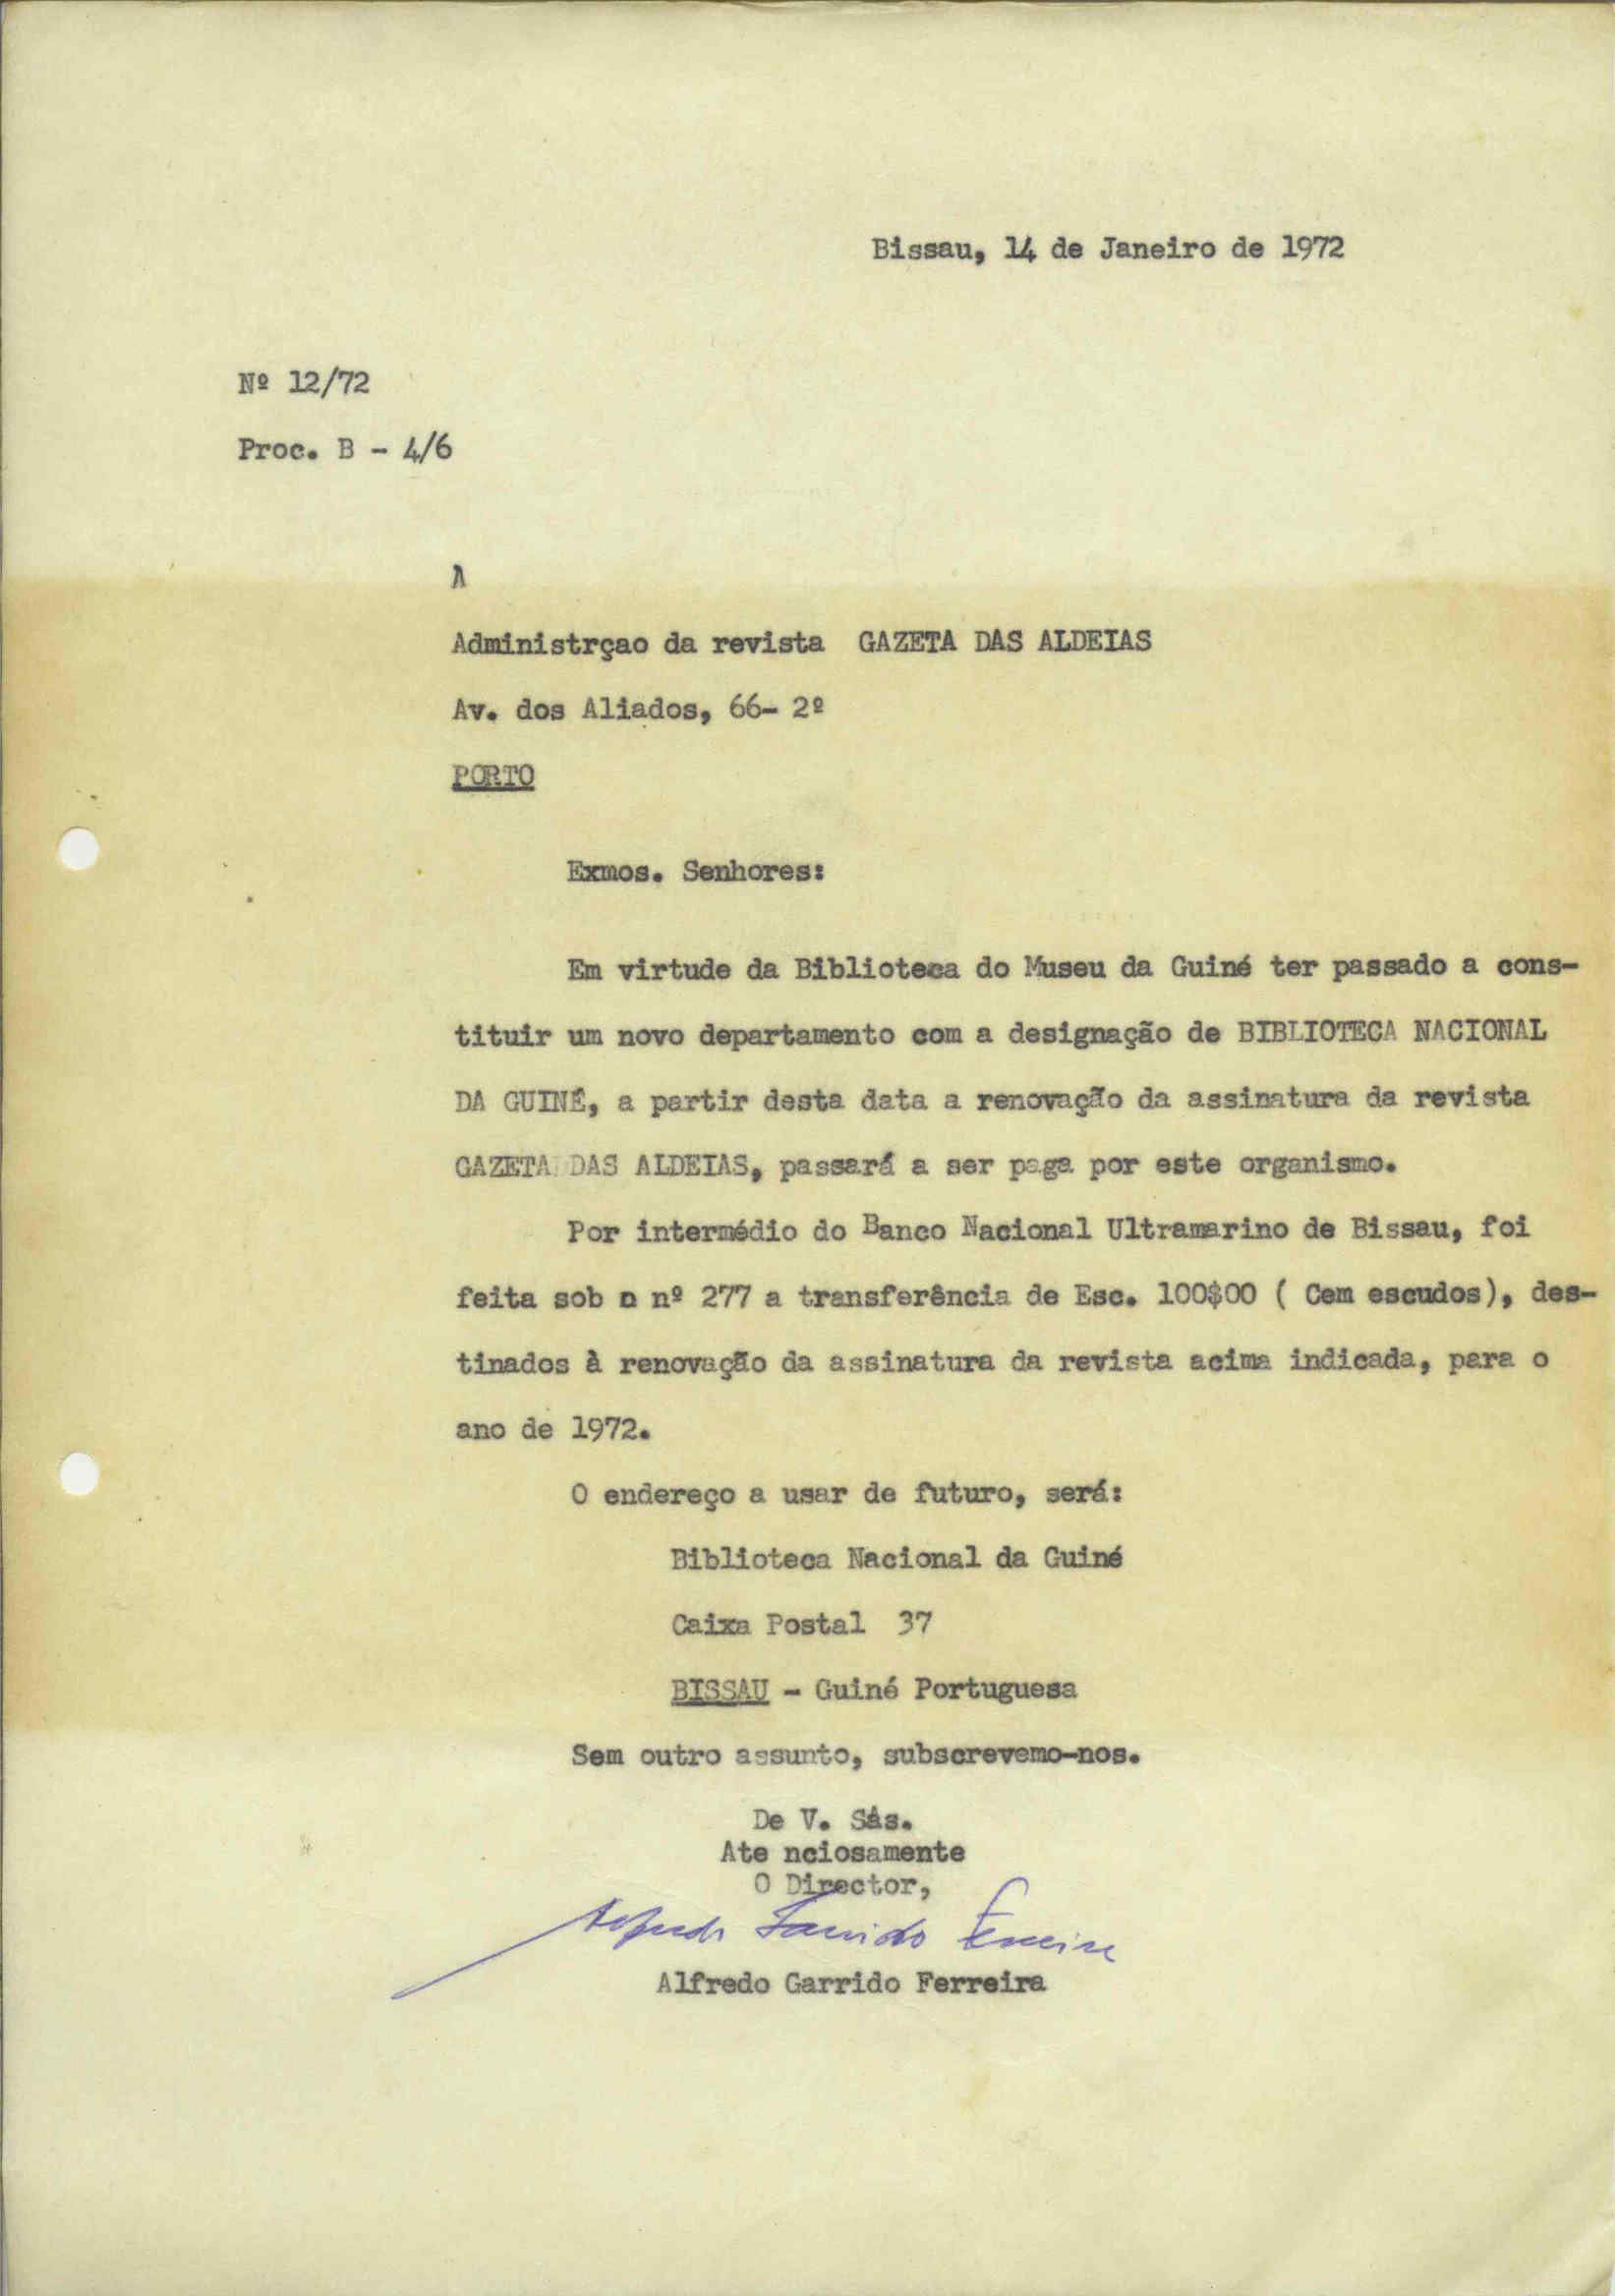 Bissau, 14 de Janeiro de 1972
Nº 12/72
Proc. B - 4/6
A
Administrçao da revista GAZETA DAS ALDEIAS
Av. dos Aliados, 66- 2º
PORTO
Exmos. Senhores:
Em virtude da Biblioteca do Museu da Guiné ter passado a cons-
tituir um novo departamento com a designação de BIBLIOTECA NACIONAL
DA GUINÉ, a partir desta data a renovação da assinatura da revista
GAZETA DAS ALDEIAS, passará a ser paga por este organismo.
Por intermédio do Banco Nacional Ultramarino de Bissau, foi
feita sob o nº 277 a transferência de Esc. 100$00 ( Cem escudos), des-
tinados à renovação da assinatura da revista acima indicada, para o
ano de 1972.
O endereço a usar de futuro, será:
Biblioteca Nacional da Guiné
Caixa Postal 37
BISSAU - Guiné Portuguesa
Sem outro assunto, subscrevemo-nos.
De V. Sás.
Ate nciosamente
O Director,
Alfredo Garrido Ferreira
Alfredo Garrido Ferreira